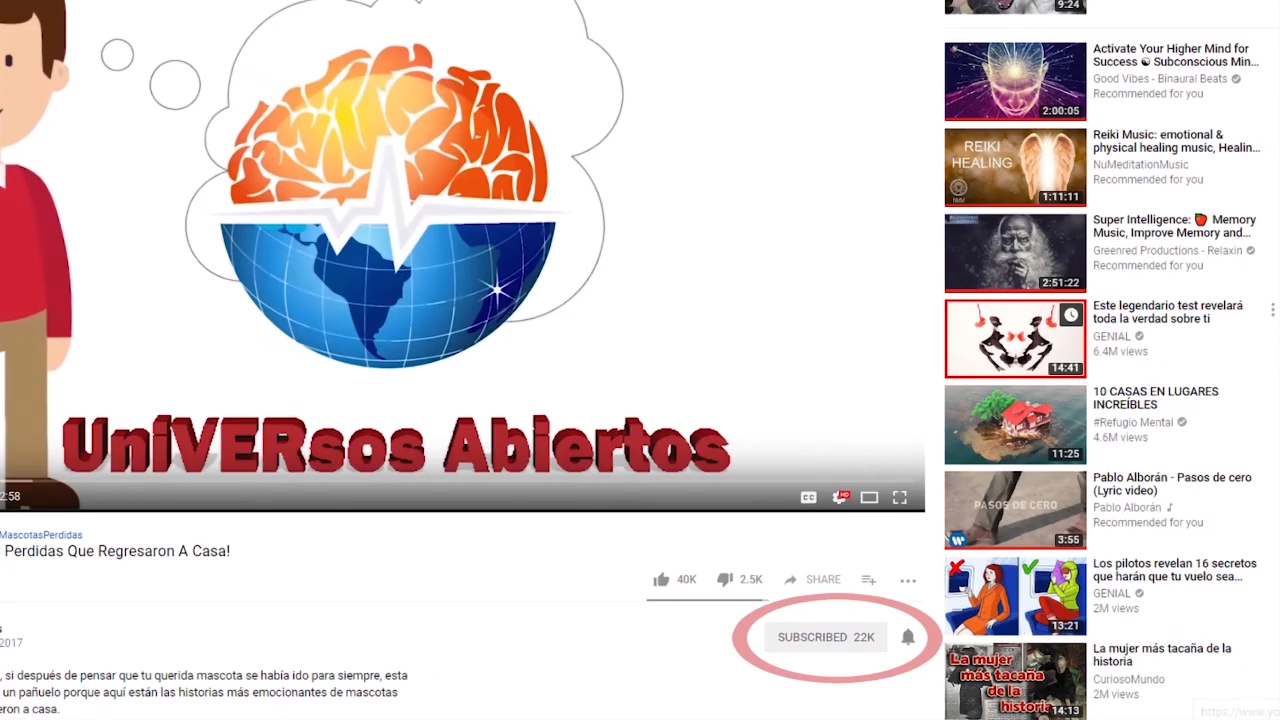 UniVERsos Abiertos
2:58
CC
HD
MascotasPerdidas
Perdidas Que Regresaron A Casa!
40K
2.5K
SHARE
SUBSCRIBED 22K
2017
, si después de pensar que tu querida mascota se había ido para siempre, esta
un pañuelo porque aquí están las historias más emocionantes de mascotas
eron a casa.
9:24
Activate Your Higher Mind for
Success ☯ Subconscious Min...
Good Vibes - Binaural Beats
Recommended for you
2:00:05
REIKI
HEALING
NMM
1:11:11
Reiki Music: emotional &
physical healing music, Healin...
NuMeditationMusic
Recommended for you
2:51:22
Super Intelligence: 🍎 Memory
Music, Improve Memory and...
Greenred Productions - Relaxin
Recommended for you
14:41
Este legendario test revelará
toda la verdad sobre ti
GENIAL
6.4M views
11:25
10 CASAS EN LUGARES
INCREÍBLES
#Refugio Mental
4.6M views
PASOS DE CERO
3:55
Pablo Alborán - Pasos de cero
(Lyric video)
Pablo Alborán
Recommended for you
13:21
Los pilotos revelan 16 secretos
que harán que tu vuelo sea...
GENIAL
2M views
La mujer
más tacaña
de la
historia
14:13
La mujer más tacaña de la
historia
CuriosoMundo
2M views
https://www.yo